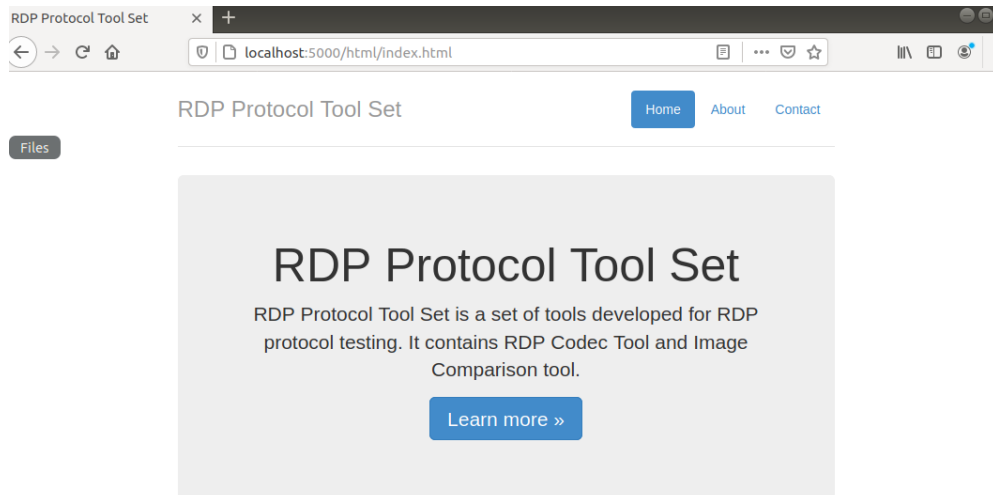 RDP Protocol Tool Set
localhost:5000/html/index.html
RDP Protocol Tool Set
Home
About
Contact
Files
RDP Protocol Tool Set
RDP Protocol Tool Set is a set of tools developed for RDP
protocol testing. It contains RDP Codec Tool and Image
Comparison tool.
Learn more »